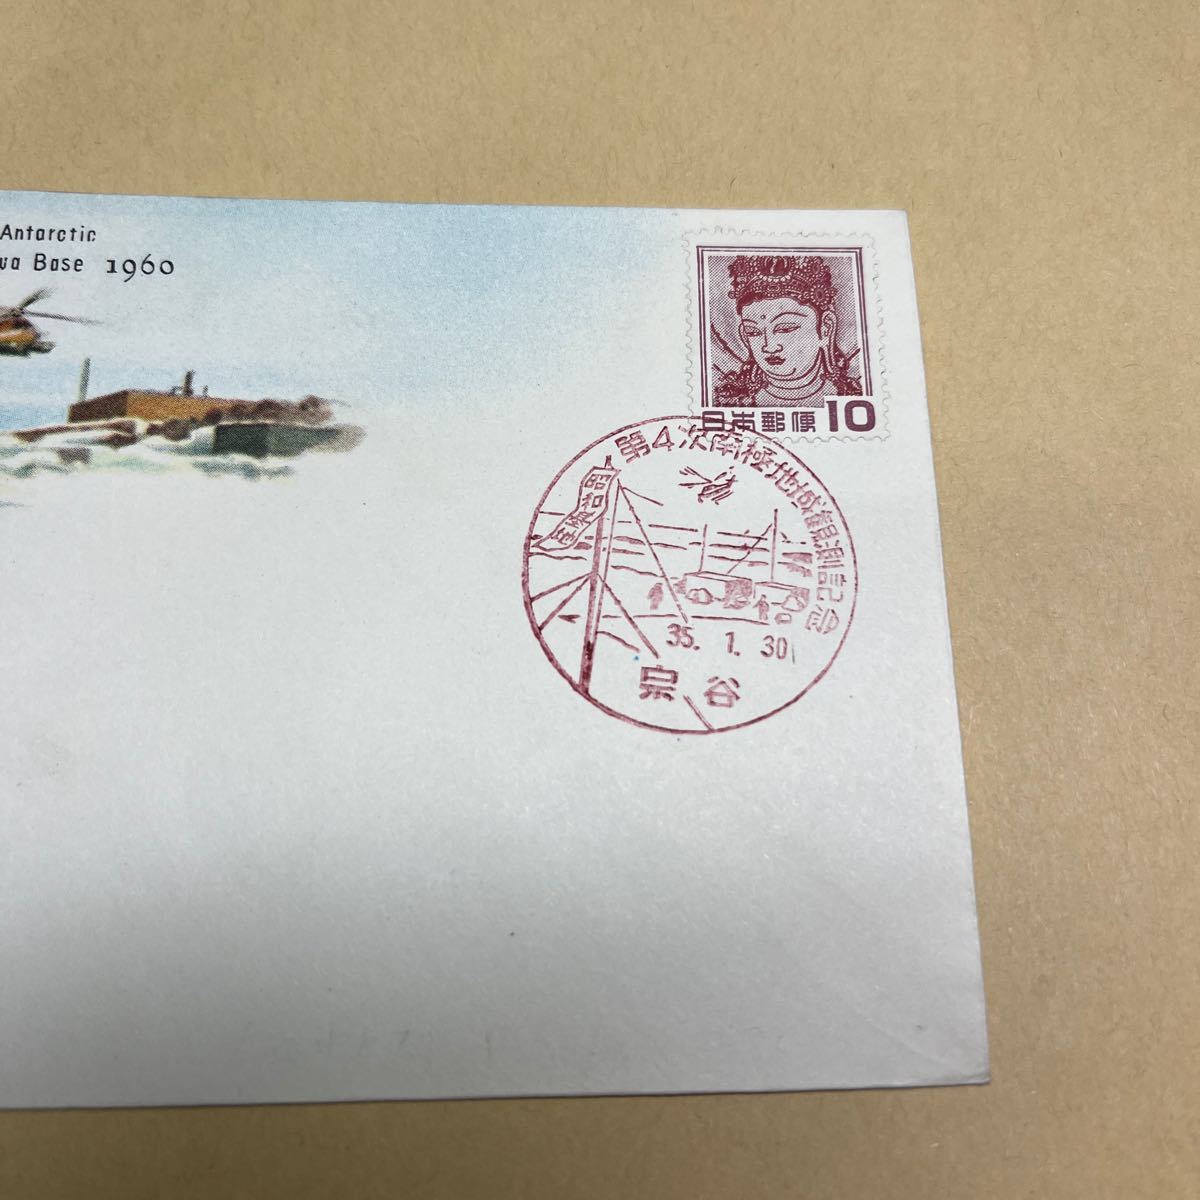 Antarctic
wa Base 1960
日本郵便 10
第4次南極地域観測記念
昭和基地
35. 1. 30
宗谷